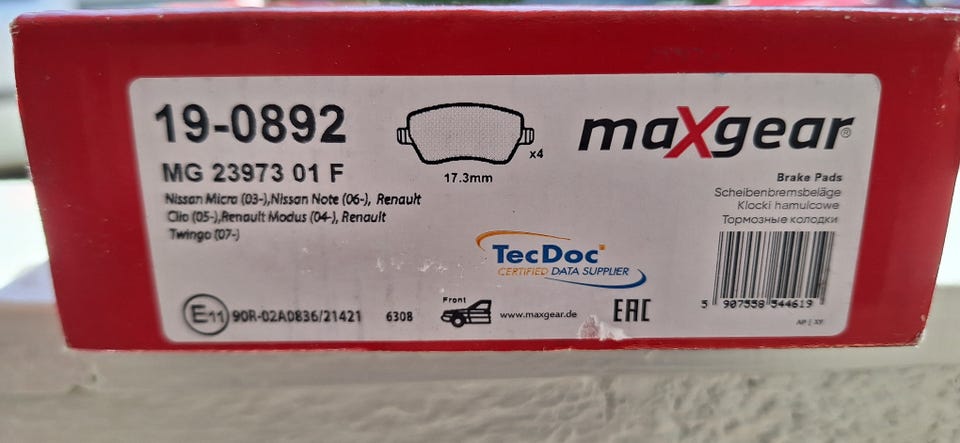 19-0892
MG 23973 01 F
Nissan Micra (03-),Nissan Note (06-), Renault
Clio (05-),Renault Modus (04-), Renault
Twingo (07-)
x4
17.3mm
maXgear®
Brake Pads
Scheibenbremsbeläge
Klocki hamulcowe
Тормозные колодки
TecDoc
CERTIFIED DATA SUPPLIER
5 907558 544619
E11 90R-02A0836/21421
6308
Front
www.maxgear.de
EAC